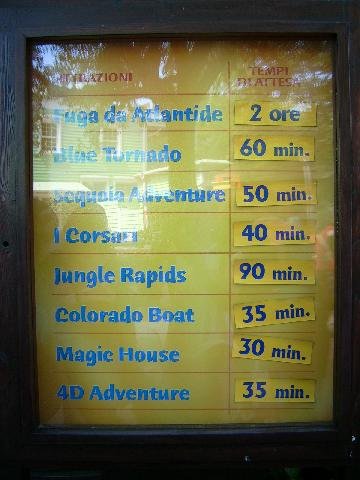 ATTRAZIONI TEMPI
DI ATTESA
Fuga da Atlantide 2 ore
Blue Tornado 60 min.
Sequoia Adventure 50 min.
I Corsari 40 min.
Jungle Rapids 90 min.
Colorado Boat 35 min.
Magic House 30 min.
4D Adventure 35 min.